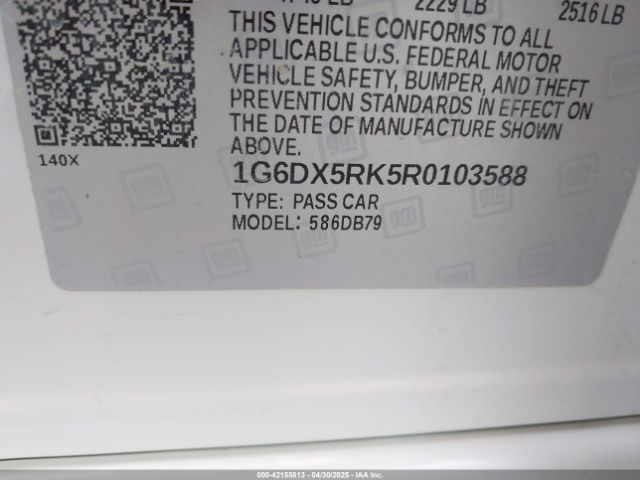 2229 LB 2516 LB
THIS VEHICLE CONFORMS TO ALL
APPLICABLE U.S. FEDERAL MOTOR
VEHICLE SAFETY, BUMPER, AND THEFT
PREVENTION STANDARDS IN EFFECT ON
THE DATE OF MANUFACTURE SHOWN
ABOVE.
140X
1G6DX5RK5R0103588
TYPE: PASS CAR
MODEL: 586DB79
gm
000-42155813 - 04/30/2025 - IAA Inc.